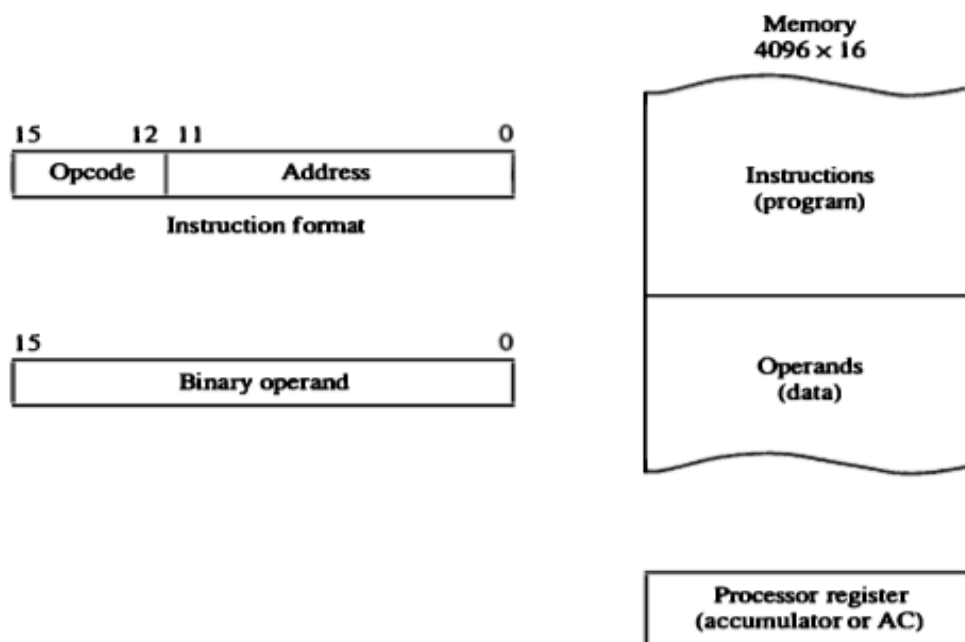 Memory
4096 × 16
15 12 11 0
Opcode Address
Instruction format
Instructions
(program)
15 0
Binary operand
Operands
(data)
Processor register
(accumulator or AC)